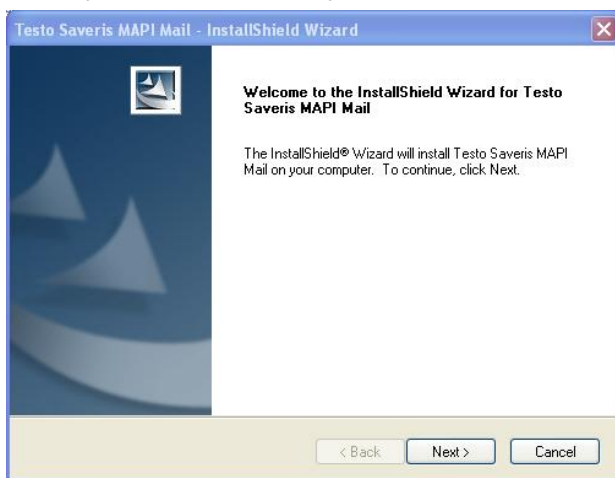 Testo Saveris MAPI Mail - InstallShield Wizard
Welcome to the InstallShield Wizard for Testo
Saveris MAPI Mail
The InstallShield® Wizard will install Testo Saveris MAPI
Mail on your computer. To continue, click Next.
< Back Next > Cancel